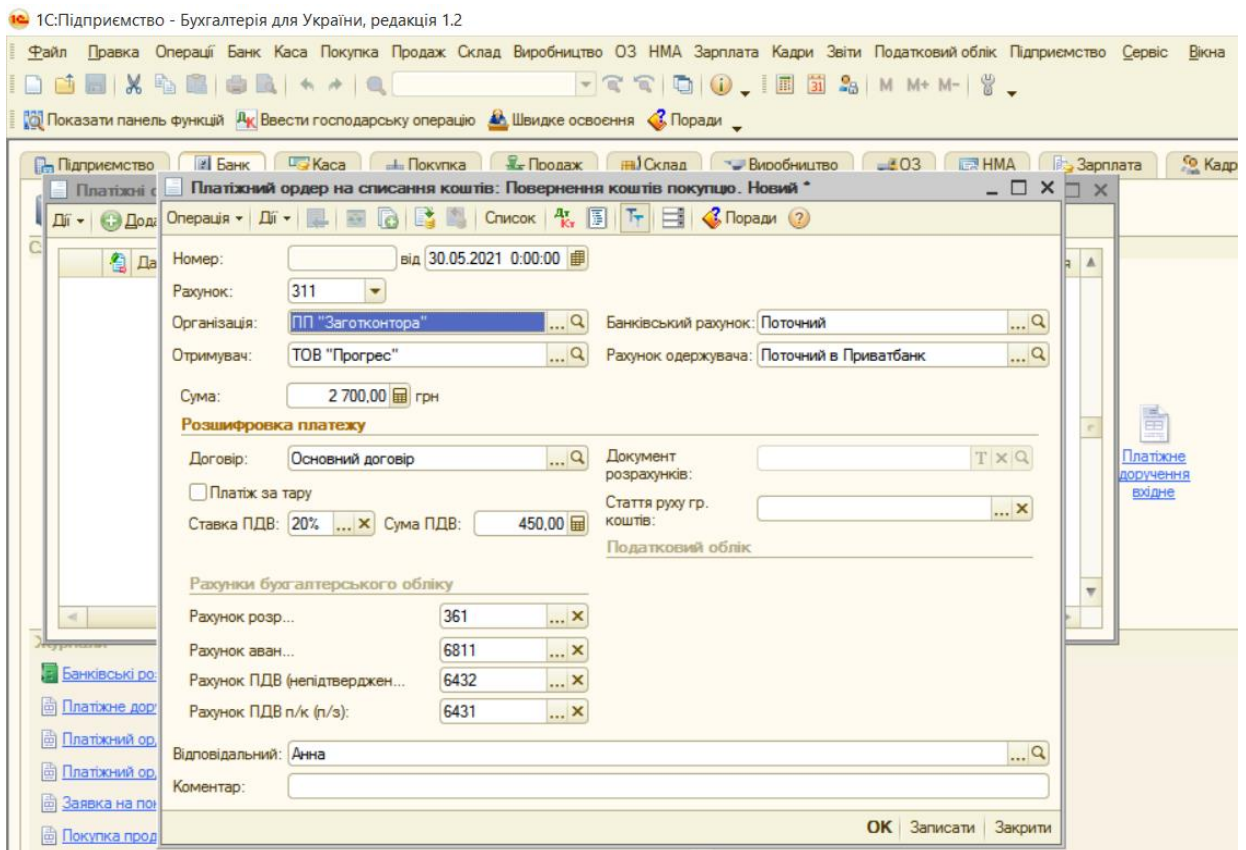 1С:Підприємство - Бухгалтерія для України, редакція 1.2
Файл Правка Операції Банк Каса Покупка Продаж Склад Виробництво ОЗ НМА Зарплата Кадри Звіти Податковий облік Підприємство Сервіс Вікна
M M+ M-
Показати панель функцій Ввести господарську операцію Швидке освоєння Поради
Підприємство Банк Каса Покупка Продаж Склад Виробництво ОЗ НМА Зарплата Кадр
Платіжні Платіжний ордер на списання коштів: Повернення коштів покупцю. Новий *
Дії Дода Операція Дії Список Поради
Да Номер: від 30.05.2021 0:00:00
Рахунок: 311
Організація: ПП "Заготконтора" Банківський рахунок: Поточний
Отримувач: ТОВ "Прогрес" Рахунок одержувача: Поточний в Приватбанк
Сума: 2 700,00 грн
Розшифровка платежу
Договір: Основний договір Документ розрахунків:
Платіж за тару
Стаття руху гр. коштів:
Ставка ПДВ: 20% ... Сума ПДВ: 450,00
Податковий облік
Платіжне
доручення
вхідне
Рахунки бухгалтерського обліку
Рахунок розр... 361
Рахунок аван... 6811
Рахунок ПДВ (непідтверджен... 6432
Рахунок ПДВ п/к (п/з): 6431
Відповідальний: Анна
Коментар:
OK Записати Закрити
Банківські ро
Платіжне дор
Платіжний ор
Платіжний ор
Заявка на по
Покупка прод